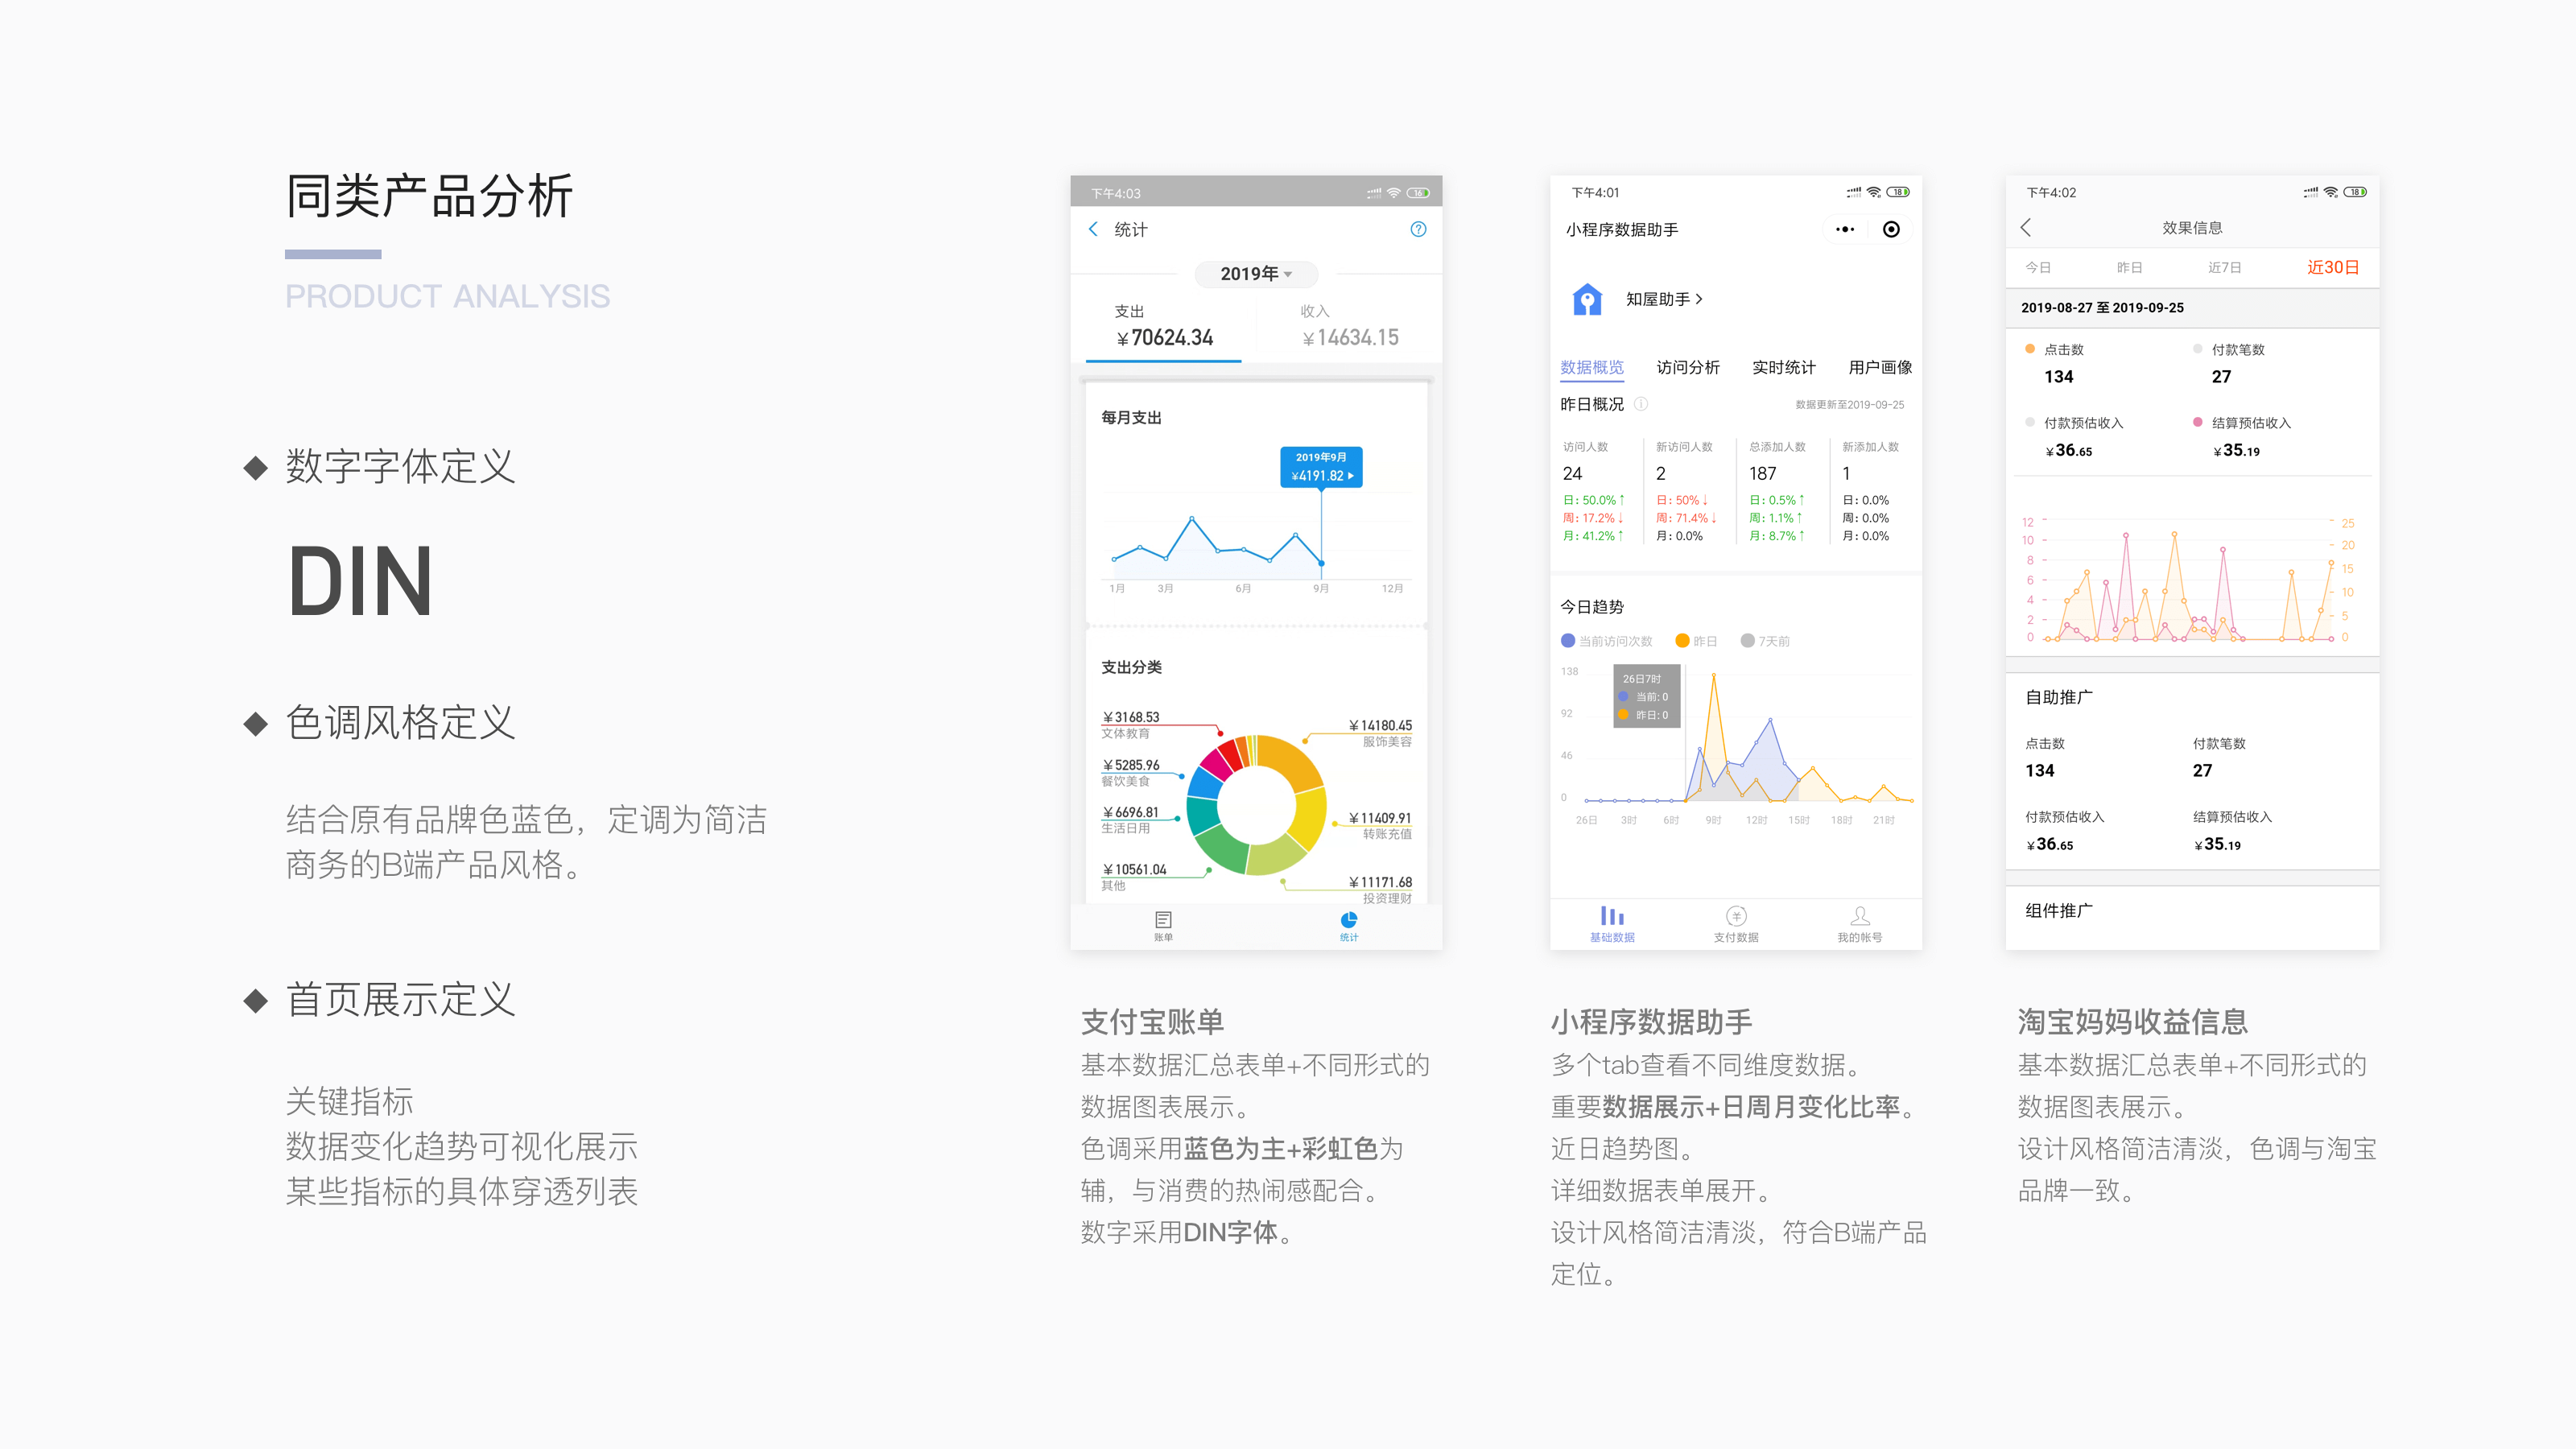 同类产品分析
PRODUCT ANALYSIS
数字字体定义
DIN
色调风格定义
结合原有品牌色蓝色，定调为简洁
商务的B端产品风格。
首页展示定义
关键指标
数据变化趋势可视化展示
某些指标的具体穿透列表
下午4:03
16
统计
2019年
支出
¥70624.34
收入
¥14634.15
每月支出
2019年9月
¥4191.82
1月 3月 6月 9月 12月
支出分类
¥3168.53
文体教育
¥5285.96
餐饮美食
¥6696.81
生活日用
¥10561.04
其他
¥14180.45
服饰美容
¥11409.91
转账充值
¥11171.68
投资理财
账单 统计
支付宝账单
基本数据汇总表单+不同形式的
数据图表展示。
色调采用蓝色为主+彩虹色为
辅，与消费的热闹感配合。
数字采用DIN字体。
下午4:01
18
小程序数据助手
知屋助手
数据概览 访问分析 实时统计 用户画像
昨日概况 数据更新至2019-09-25
访问人数 新访问人数 总添加人数 新添加人数
24 2 187 1
日: 50.0%↑ 日: 50%↓ 日: 0.5%↑ 日: 0.0%
周: 17.2%↓ 周: 71.4%↓ 周: 1.1%↑ 周: 0.0%
月: 41.2%↑ 月: 0.0% 月: 8.7%↑ 月: 0.0%
今日趋势
当前访问次数 昨日 7天前
138
92
46
0
26日7时
当前: 0
昨日: 0
26日 3时 6时 9时 12时 15时 18时 21时
基础数据 支付数据 我的帐号
小程序数据助手
多个tab查看不同维度数据。
重要数据展示+日周月变化比率。
近日趋势图。
详细数据表单展开。
设计风格简洁清淡，符合B端产品
定位。
下午4:02
18
效果信息
今日 昨日 近7日 近30日
2019-08-27 至 2019-09-25
点击数 付款笔数
134 27
付款预估收入 结算预估收入
¥36.65 ¥35.19
12
10
8
6
4
2
0
25
20
15
10
5
0
自助推广
点击数 付款笔数
134 27
付款预估收入 结算预估收入
¥36.65 ¥35.19
组件推广
淘宝妈妈收益信息
基本数据汇总表单+不同形式的
数据图表展示。
设计风格简洁清淡，色调与淘宝
品牌一致。